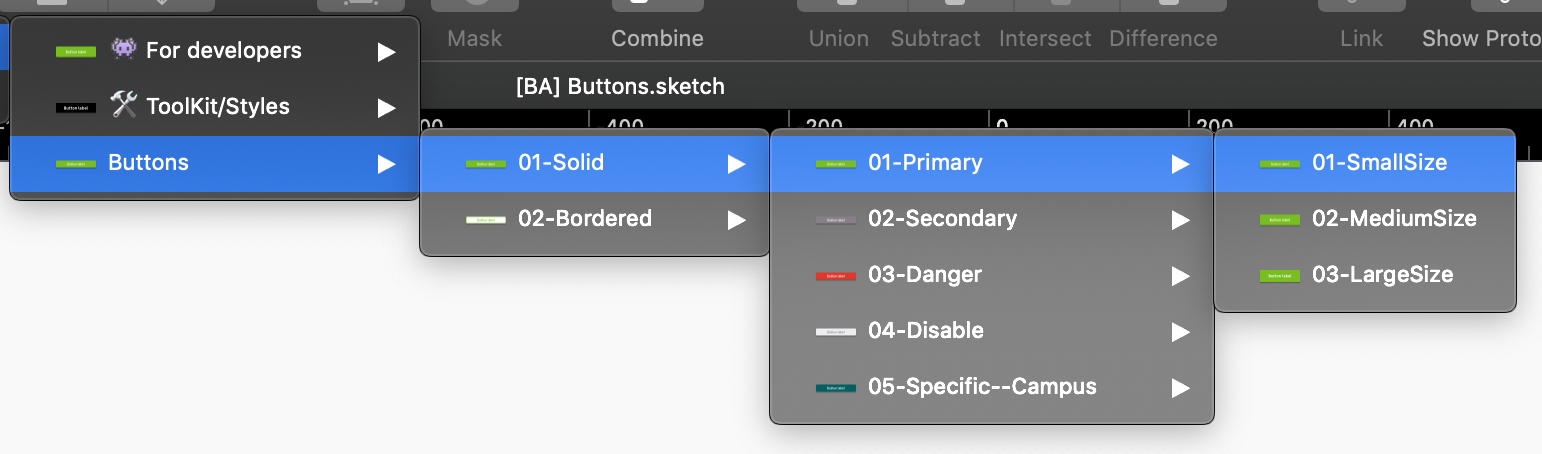 Mask
Combine
Union
Subtract
Intersect
Difference
Link
Show Proto
[BA] Buttons.sketch
-400
-200
0
200
400
For developers
ToolKit/Styles
Buttons
01-Solid
02-Bordered
01-Primary
02-Secondary
03-Danger
04-Disable
05-Specific--Campus
01-SmallSize
02-MediumSize
03-LargeSize